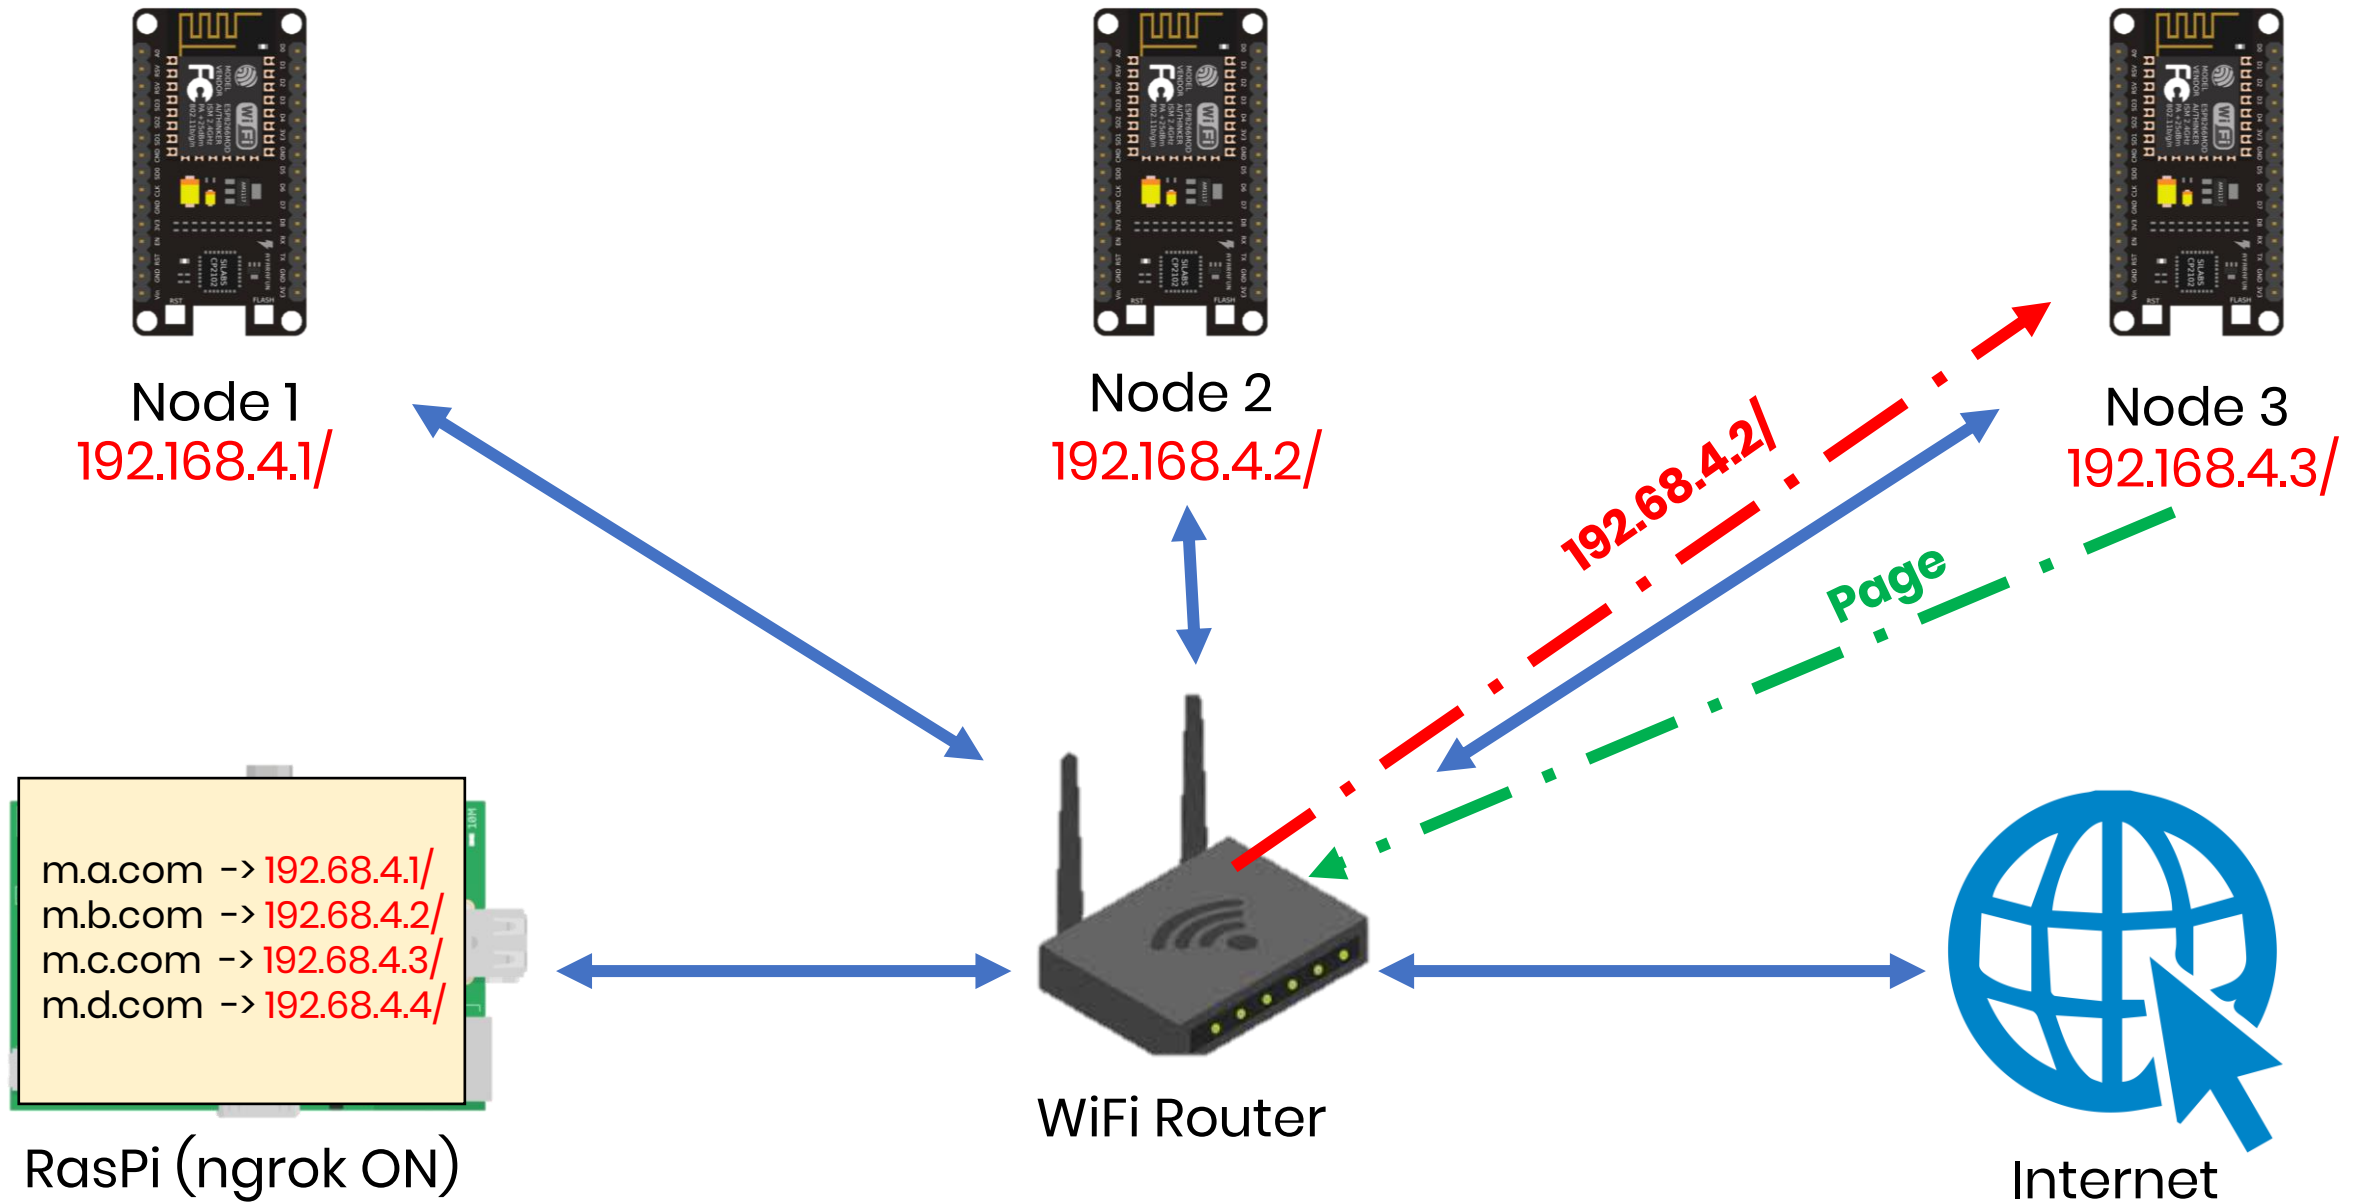 Node 1
192.168.4.1/
Node 2
192.168.4.2/
Node 3
192.168.4.3/
192.68.4.2/
Page
m.a.com -> 192.68.4.1/
m.b.com -> 192.68.4.2/
m.c.com -> 192.68.4.3/
m.d.com -> 192.68.4.4/
RasPi (ngrok ON)
WiFi Router
Internet